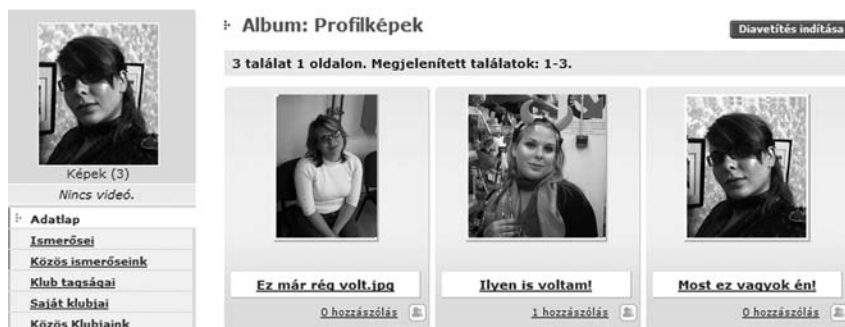 Album: Profilképek
Diavetítés indítása
3 találat 1 oldalon. Megjelenített találatok: 1-3.
Képek (3)
Nincs videó.
Adatlap
Ismerősei
Közös ismerőseink
Klub tagságai
Saját klubjai
Közös Klubjaink
Ez már rég volt.jpg
0 hozzászólás
Ilyen is voltam!
1 hozzászólás
Most ez vagyok én!
0 hozzászólás